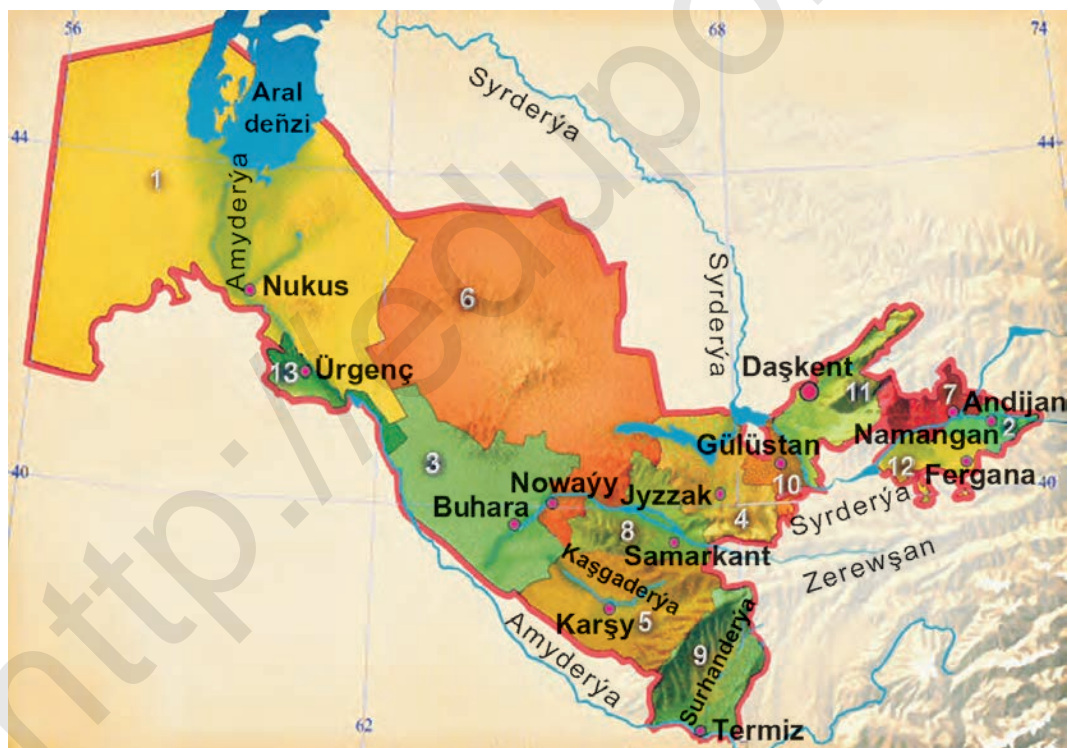 56
68
74
Aral
deñzi
Syrderýa
44
44
1
Amyderýa
Nukus
6
Syrderýa
13
Ürgenç
Daşkent
11
7
Andijan
2
Namangan
Gülüstan
12
Fergana
3
10
40
40
Nowaýy
Jyzzak
Buhara
4
Syrderýa
8
Samarkant
Zerewşan
Kaşgaderýa
Karşy
5
Amyderýa
9
Surhanderýa
Termiz
62